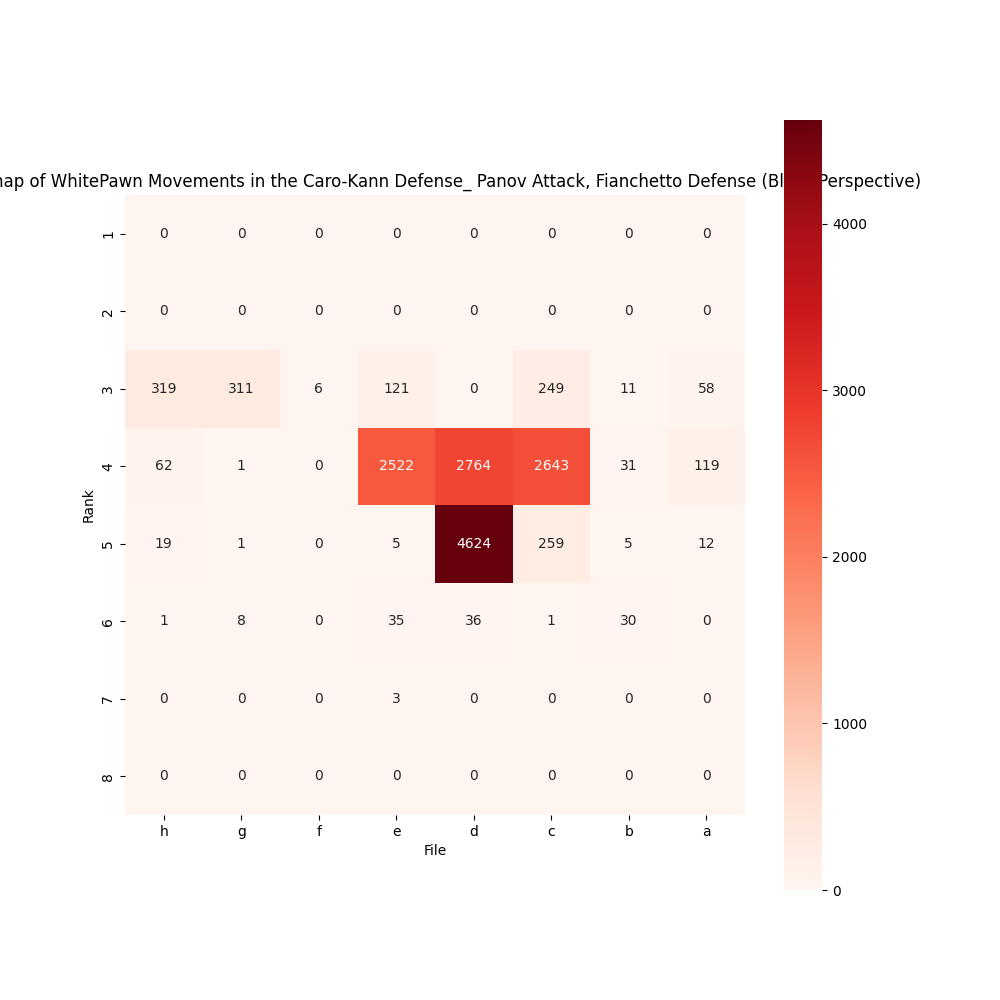 map of WhitePawn Movements in the Caro-Kann Defense_ Panov Attack, Fianchetto Defense (Black Perspective)
1 0 0 0 0 0 0 0 0
2 0 0 0 0 0 0 0 0
3 319 311 6 121 0 249 11 58
4 62 1 0 2522 2764 2643 31 119
5 19 1 0 5 4624 259 5 12
6 1 8 0 35 36 1 30 0
7 0 0 0 3 0 0 0 0
8 0 0 0 0 0 0 0 0
h g f e d c b a
File
Rank
4000
3000
2000
1000
0